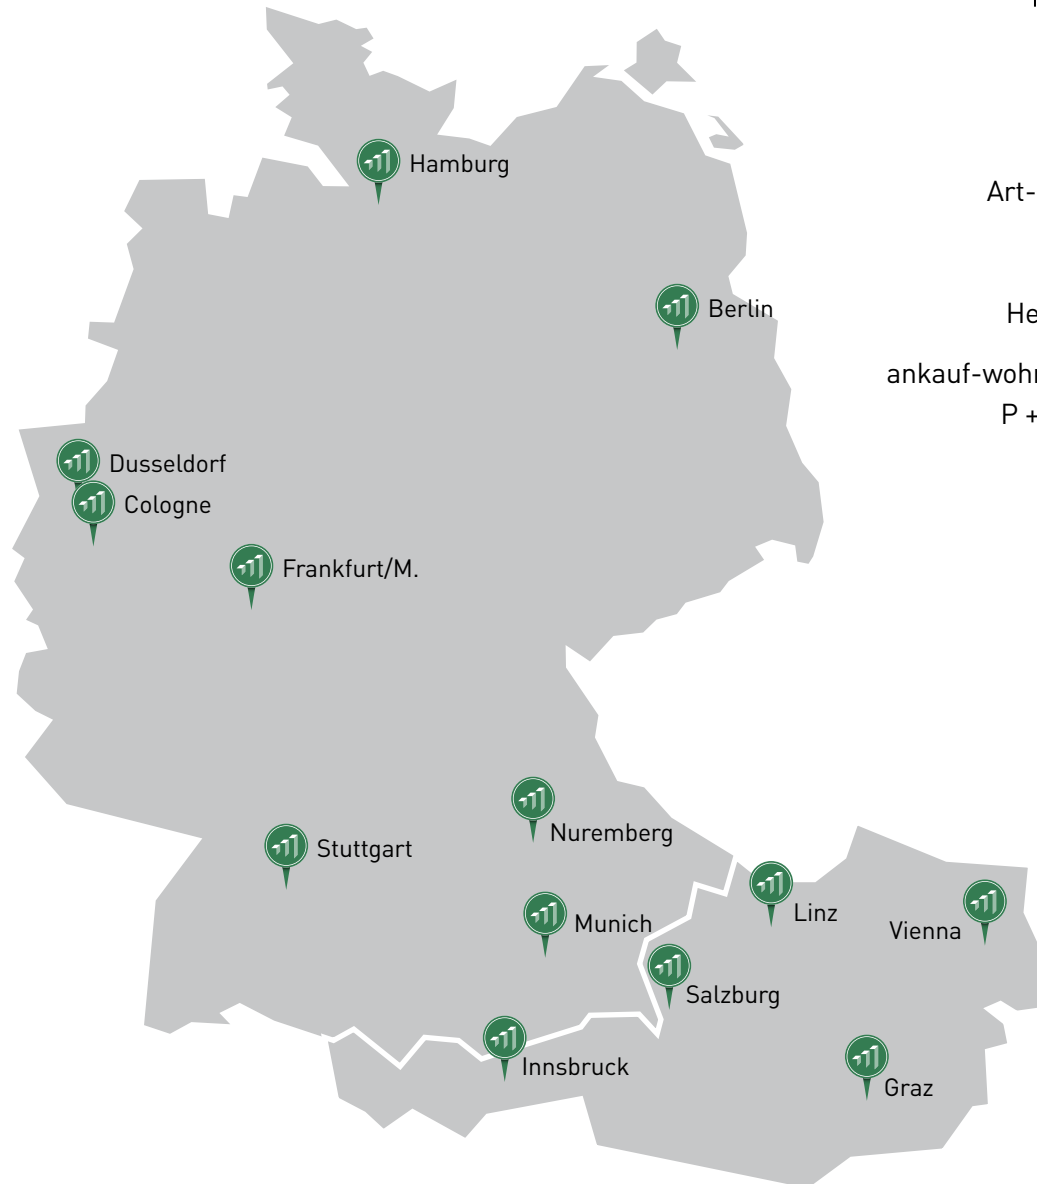 Hamburg
Art-
Berlin
He
ankauf-wohn
P +
Dusseldorf
Cologne
Frankfurt/M.
Nuremberg
Stuttgart
Linz
Munich
Vienna
Salzburg
Innsbruck
Graz